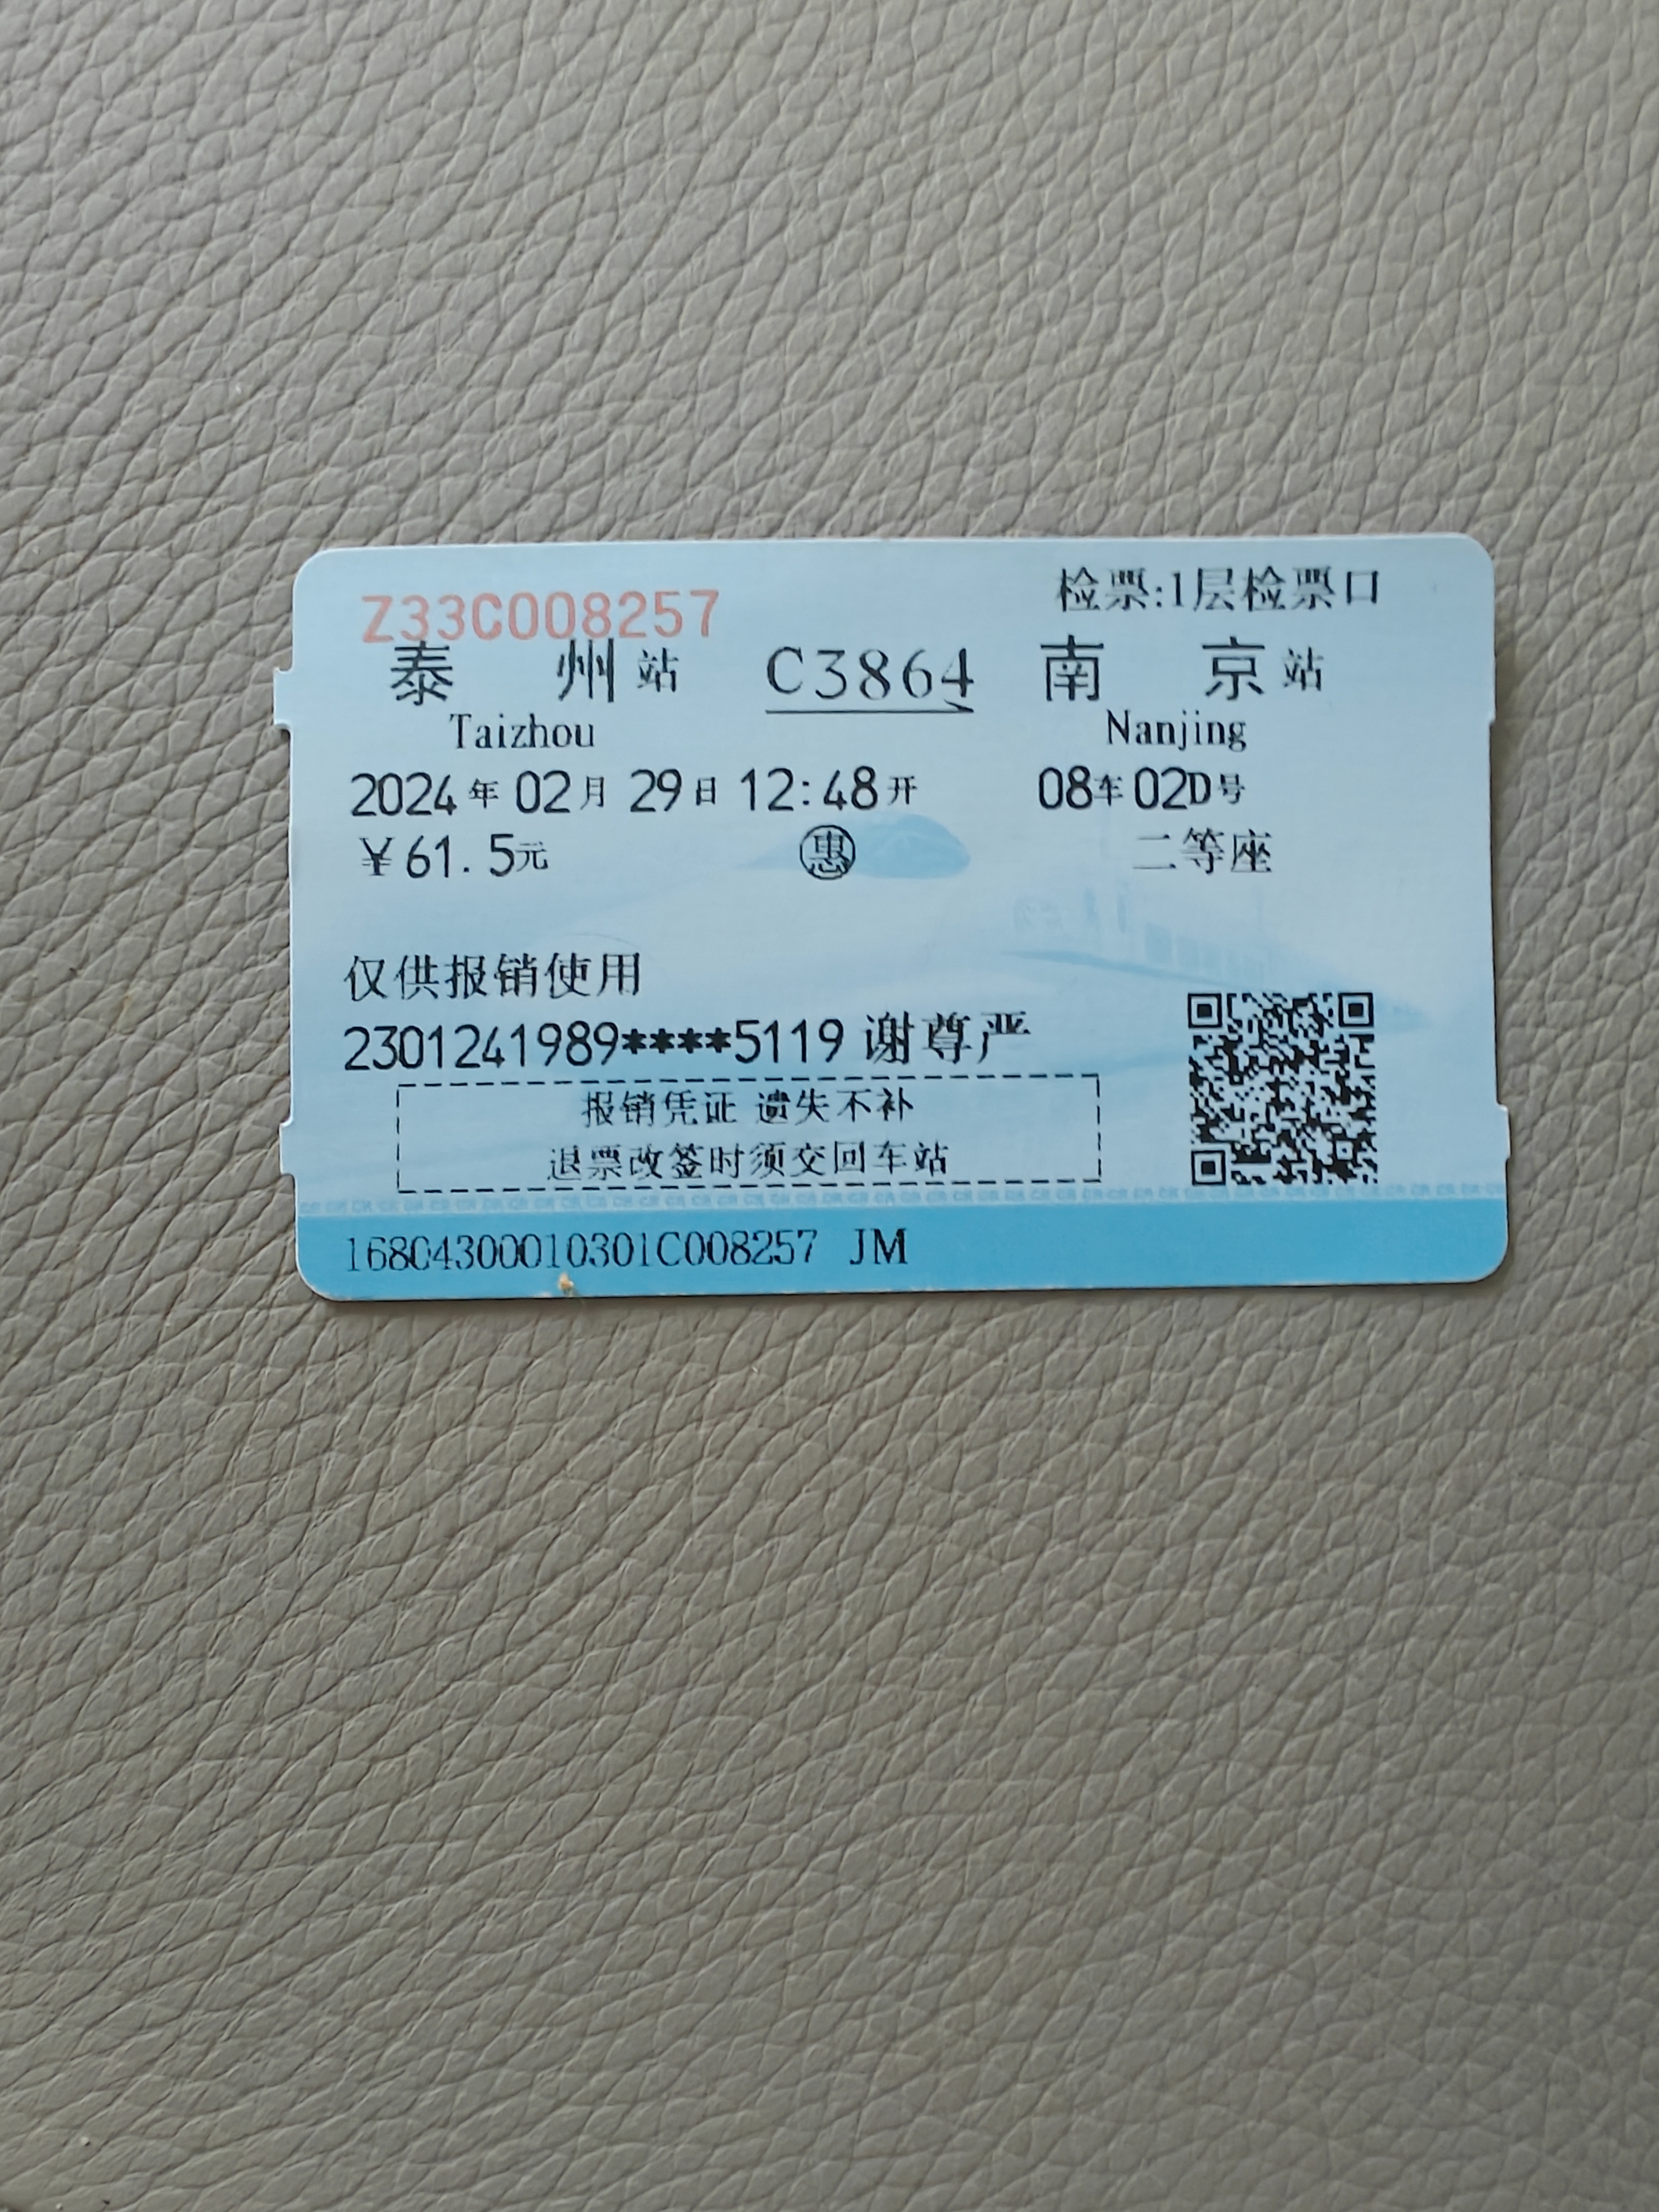 Z33C008257 检票:1层检票口
泰州站 C3864 南京站
Taizhou Nanjing
2024年02月29日12:48开 08车02D号
￥61.5元 惠 二等座
仅供报销使用
2301241989****5119 谢尊严
报销凭证 遗失不补
退票改签时须交回车站
16804300010301C008257 JM